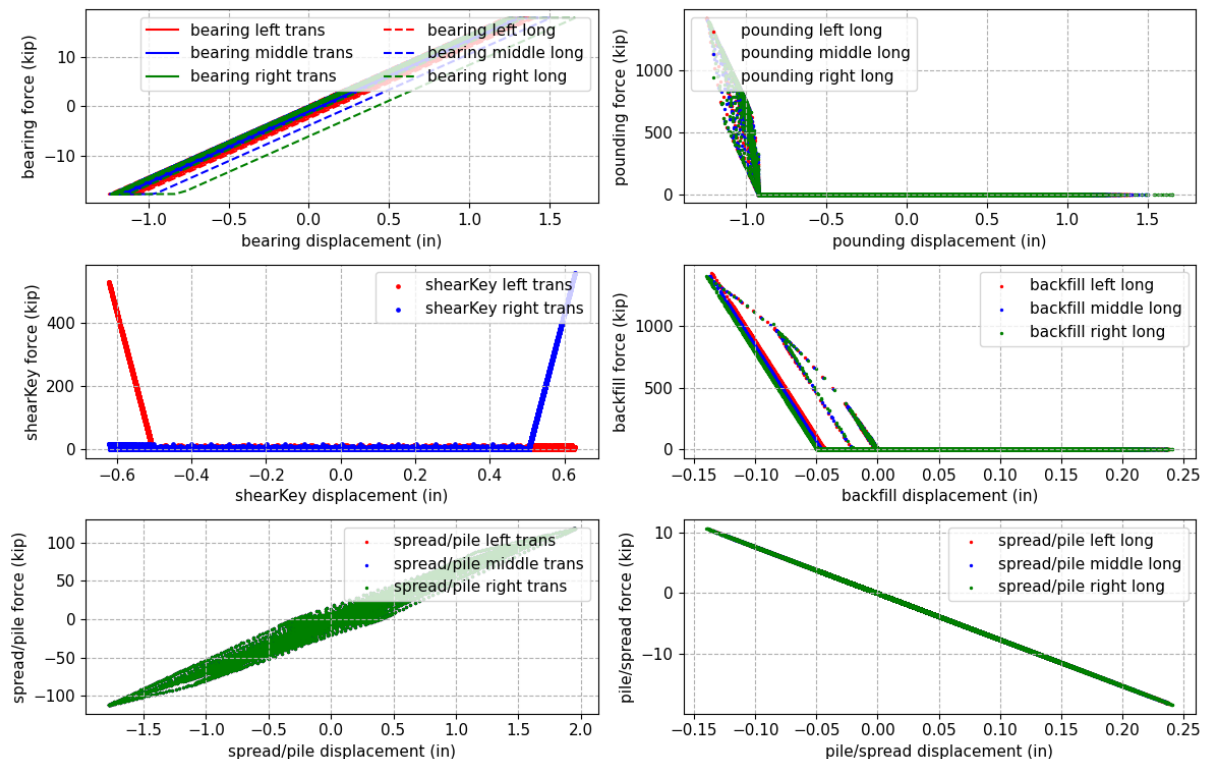 bearing force (kip)
10
0
−10
bearing left trans
bearing middle trans
bearing right trans
bearing left long
bearing middle long
bearing right long
−1.0 −0.5 0.0 0.5 1.0 1.5
bearing displacement (in)
pounding force (kip)
1000
500
0
pounding left long
pounding middle long
pounding right long
−1.0 −0.5 0.0 0.5 1.0 1.5
pounding displacement (in)
shearKey force (kip)
400
200
0
shearKey left trans
shearKey right trans
−0.6 −0.4 −0.2 0.0 0.2 0.4 0.6
shearKey displacement (in)
backfill force (kip)
1000
500
0
backfill left long
backfill middle long
backfill right long
−0.15 −0.10 −0.05 0.00 0.05 0.10 0.15 0.20 0.25
backfill displacement (in)
spread/pile force (kip)
100
50
0
−50
−100
spread/pile left trans
spread/pile middle trans
spread/pile right trans
−1.5 −1.0 −0.5 0.0 0.5 1.0 1.5 2.0
spread/pile displacement (in)
pile/spread force (kip)
10
0
−10
spread/pile left long
spread/pile middle long
spread/pile right long
−0.15 −0.10 −0.05 0.00 0.05 0.10 0.15 0.20 0.25
pile/spread displacement (in)